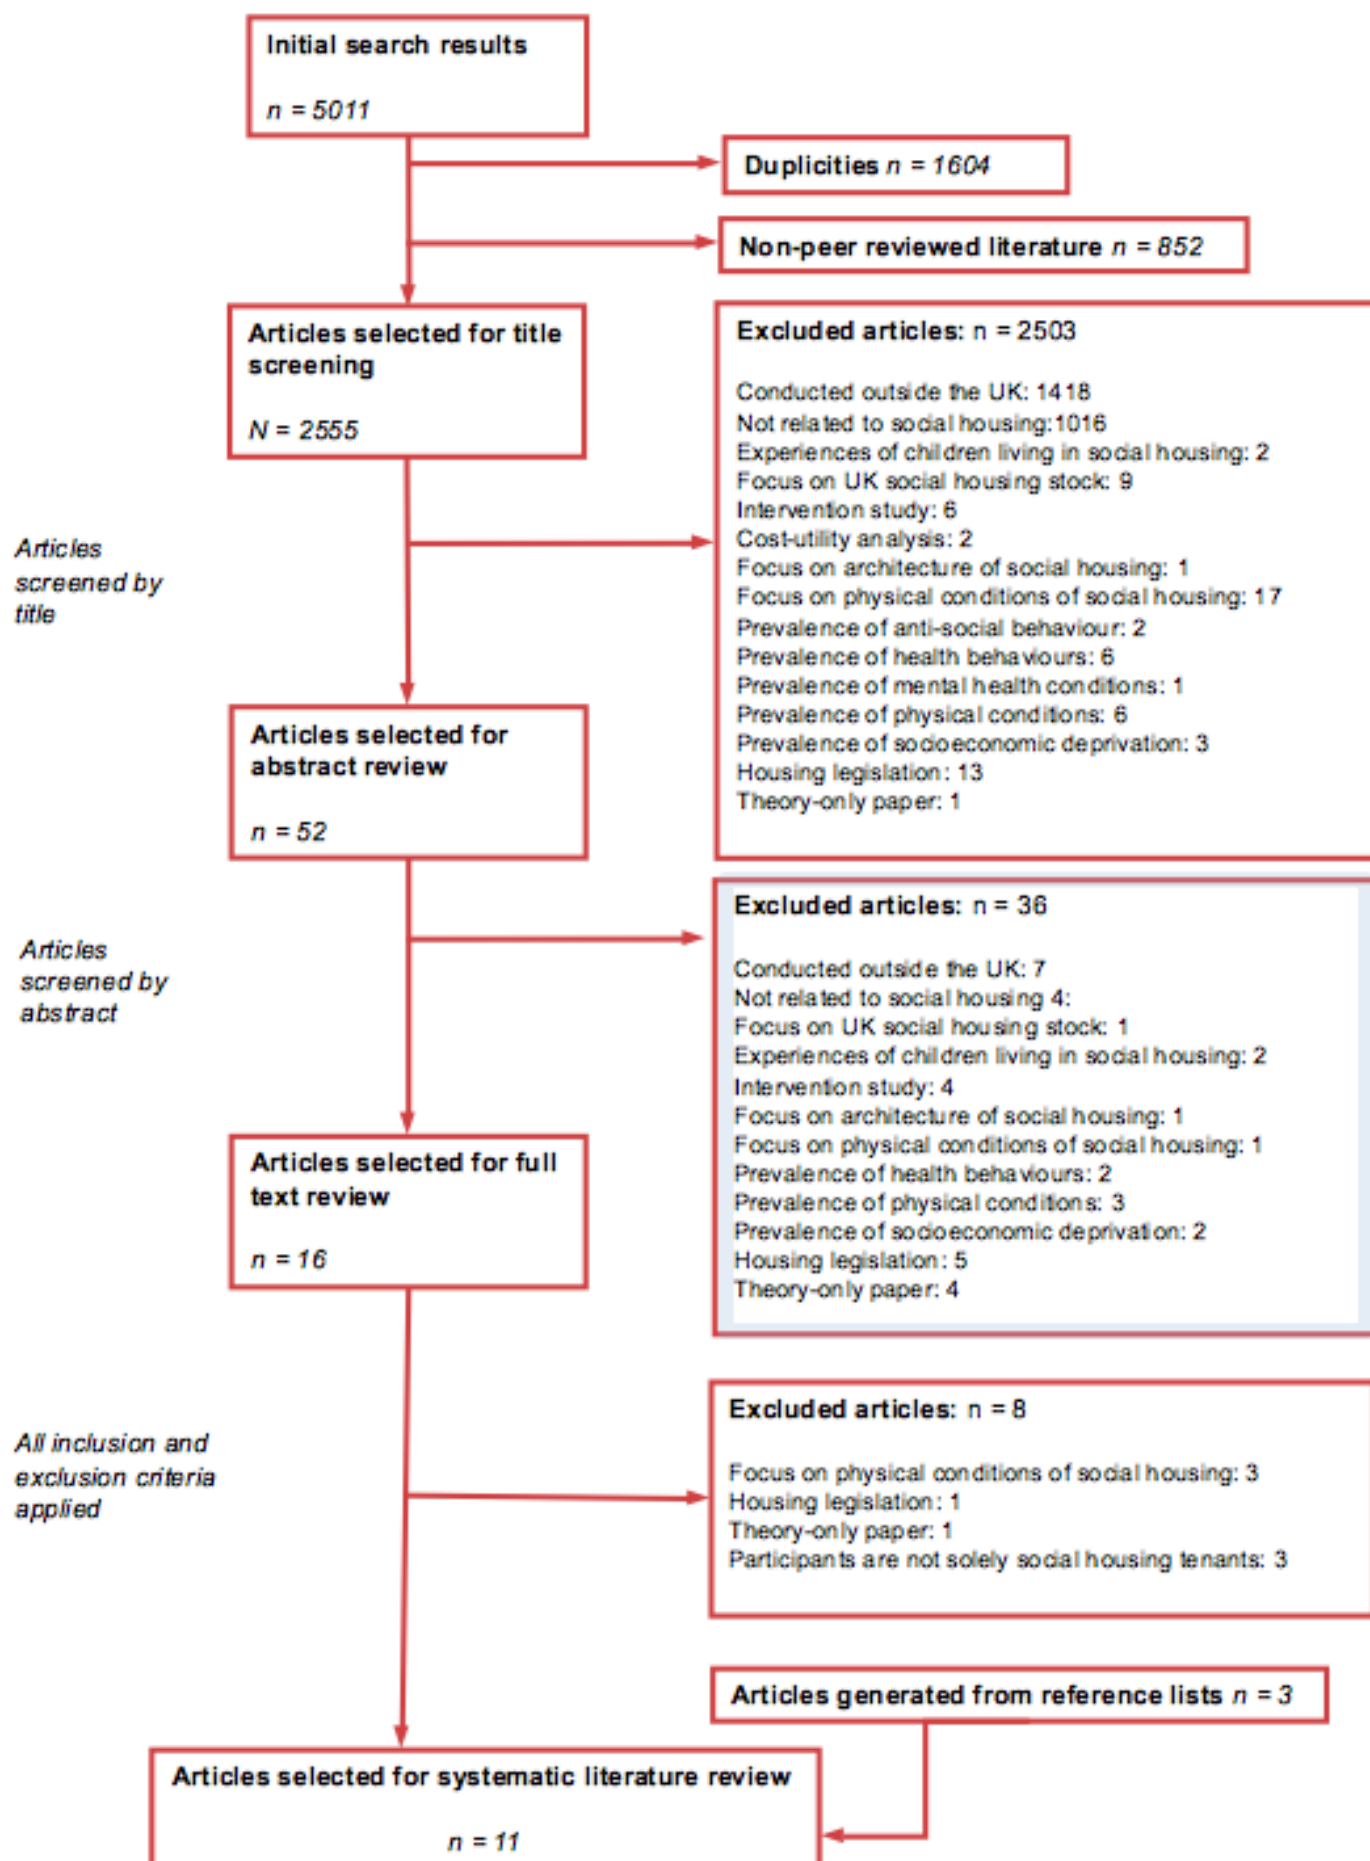 Initial search results
n = 5011
Duplicities n = 1604
Non-peer reviewed literature n = 852
Articles selected for title
screening
N = 2555
Excluded articles: n = 2503
Conducted outside the UK: 1418
Not related to social housing:1016
Experiences of children living in social housing: 2
Focus on UK social housing stock: 9
Intervention study: 6
Cost-utility analysis: 2
Focus on architecture of social housing: 1
Focus on physical conditions of social housing: 17
Prevalence of anti-social behaviour: 2
Prevalence of health behaviours: 6
Prevalence of mental health conditions: 1
Prevalence of physical conditions: 6
Prevalence of socioeconomic deprivation: 3
Housing legislation: 13
Theory-only paper: 1
Articles
screened by
title
Articles selected for
abstract review
n = 52
Excluded articles: n = 36
Conducted outside the UK: 7
Not related to social housing 4:
Focus on UK social housing stock: 1
Experiences of children living in social housing: 2
Intervention study: 4
Focus on architecture of social housing: 1
Focus on physical conditions of social housing: 1
Prevalence of health behaviours: 2
Prevalence of physical conditions: 3
Prevalence of socioeconomic deprivation: 2
Housing legislation: 5
Theory-only paper: 4
Articles
screened by
abstract
Articles selected for full
text review
n = 16
Excluded articles: n = 8
Focus on physical conditions of social housing: 3
Housing legislation: 1
Theory-only paper: 1
Participants are not solely social housing tenants: 3
All inclusion and
exclusion criteria
applied
Articles generated from reference lists n = 3
Articles selected for systematic literature review
n = 11